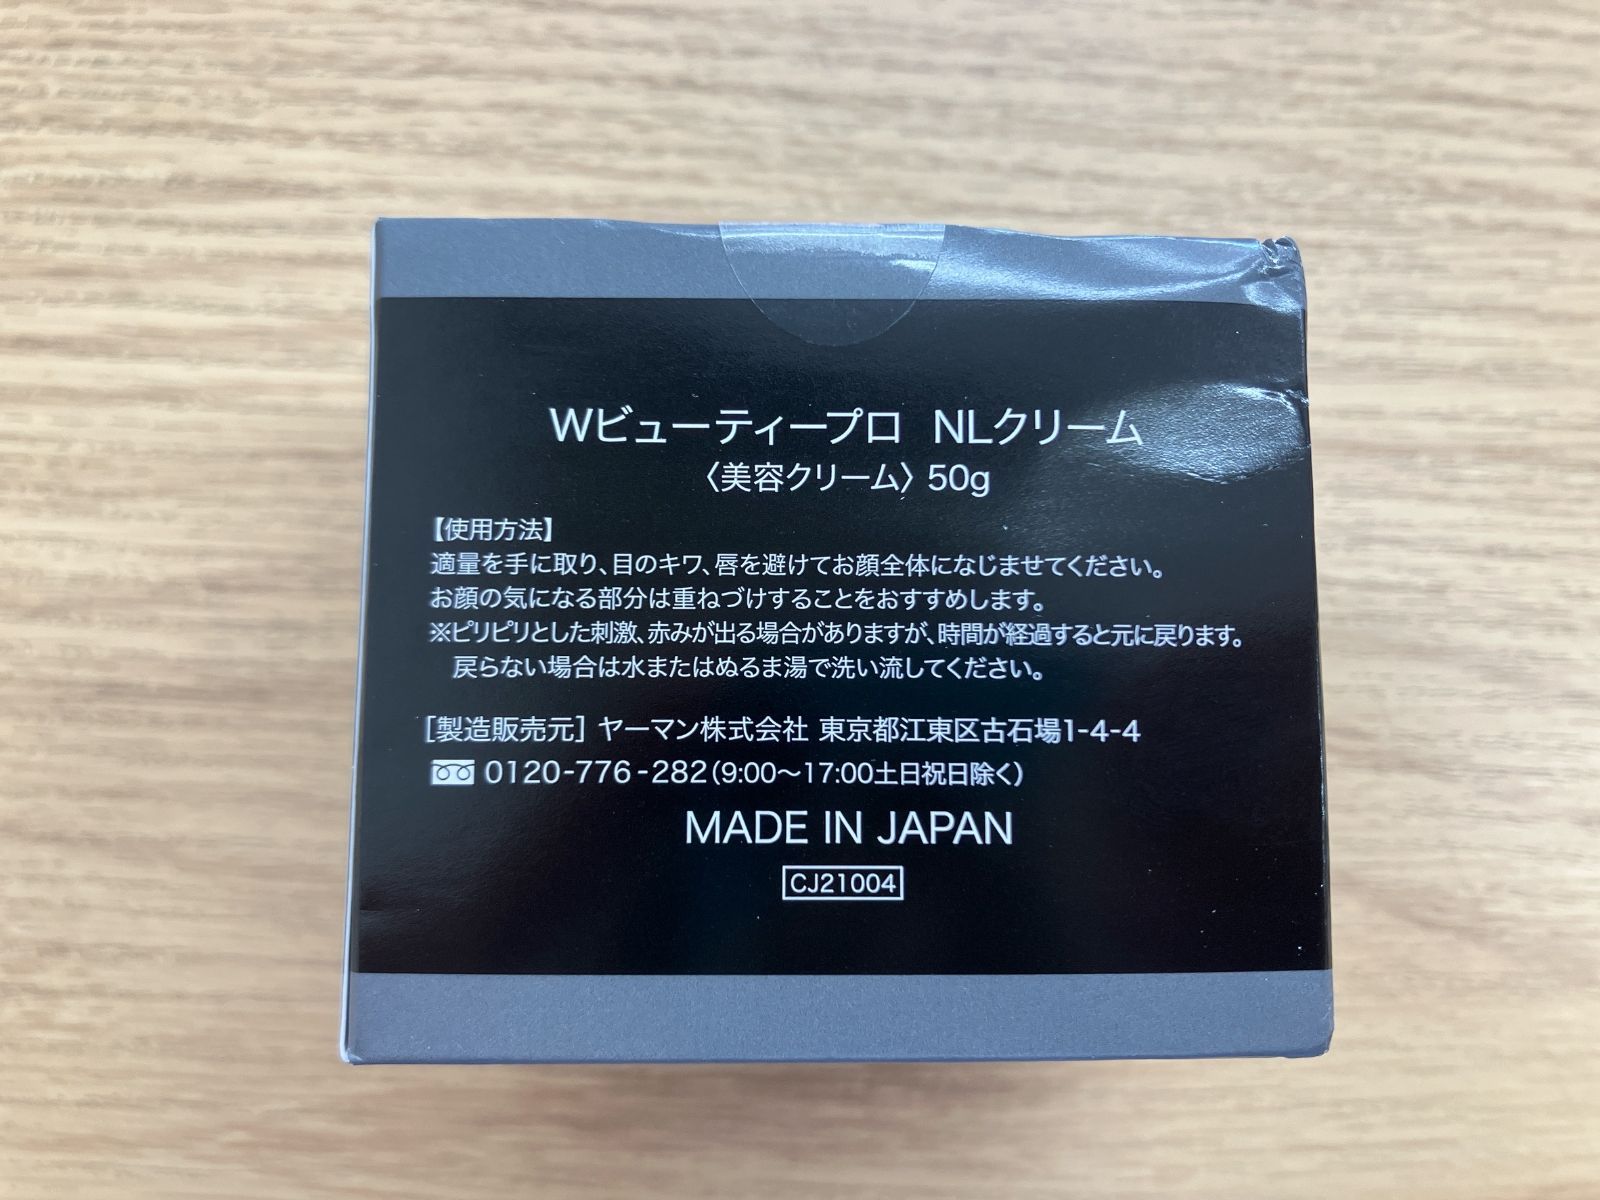 Wビューティープロ NLクリーム
〈美容クリーム〉50g
【使用方法】
適量を手に取り、目のキワ、唇を避けてお顔全体になじませてください。
お顔の気になる部分は重ねづけすることをおすすめします。
※ピリピリとした刺激、赤みが出る場合がありますが、時間が経過すると元に戻ります。
戻らない場合は水またはぬるま湯で洗い流してください。
[製造販売元] ヤーマン株式会社 東京都江東区古石場1-4-4
0120-776-282(9:00〜17:00土日祝日除く)
MADE IN JAPAN
CJ21004